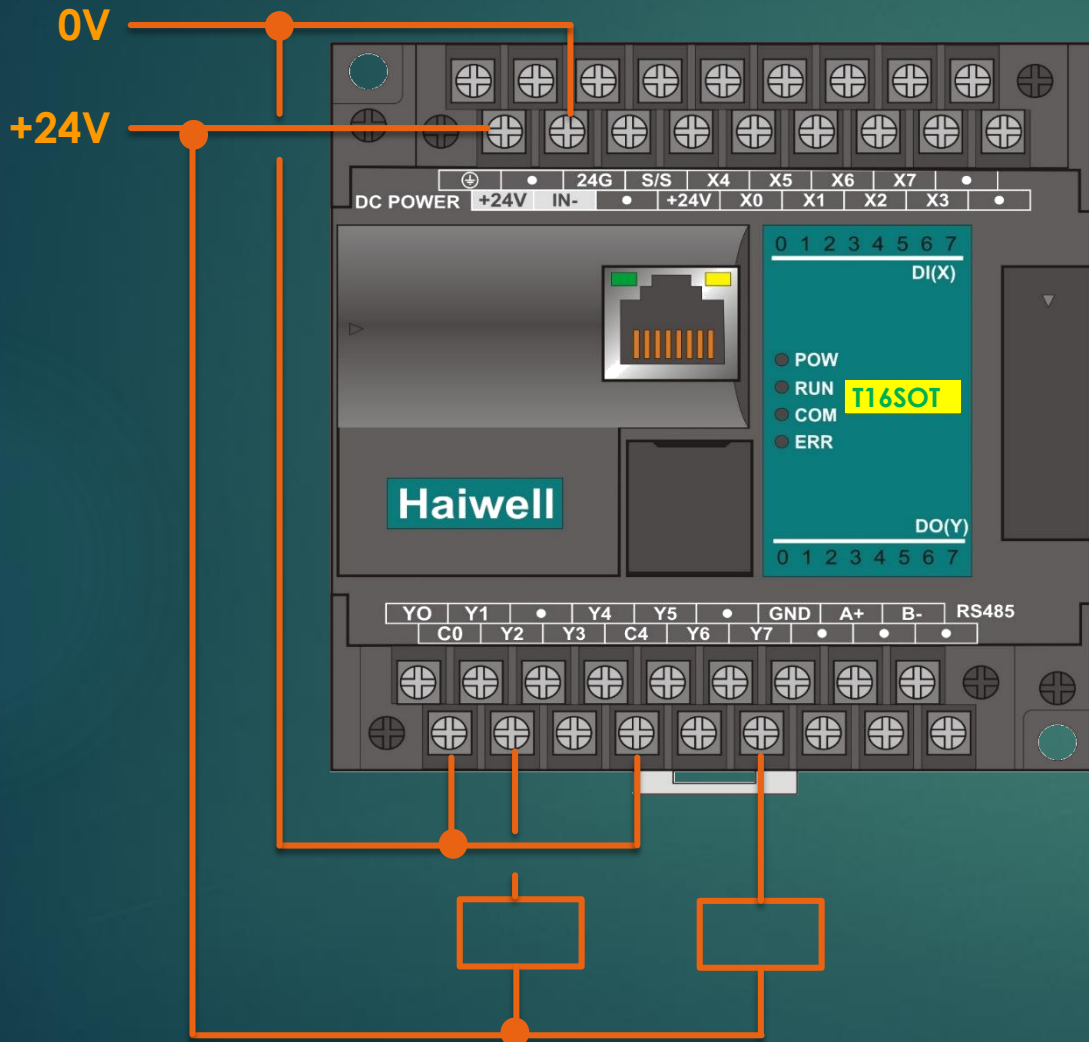 0V
+24V
24G S/S X4 X5 X6 X7
DC POWER +24V IN- +24V X0 X1 X2 X3
0 1 2 3 4 5 6 7
DI(X)
POW
RUN
T16SOT
COM
ERR
Haiwell
DO(Y)
0 1 2 3 4 5 6 7
YO Y1 Y4 Y5 GND A+ B- RS485
C0 Y2 Y3 C4 Y6 Y7